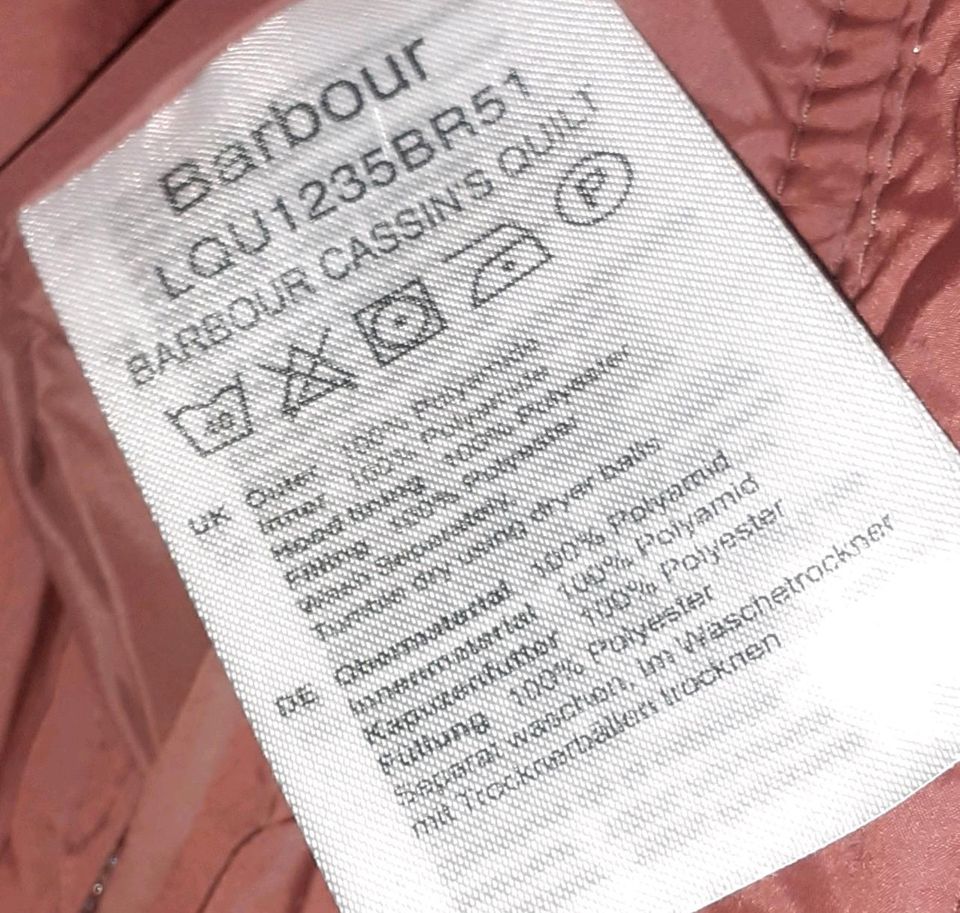 Barbour
LQU1235BR51
BARBOUR CASSIN'S QUILT
40
P
UK Outer 100% Polyamide
Inner 100% Polyamide
Hood lining 100% Polyester
Filling 100% Polyester
Wash Separately.
Tumble dry using dryer balls
DE Obermaterial 100% Polyamid
Innermaterial 100% Polyamid
Kapuzenfutter 100% Polyester
Füllung 100% Polyester
Separat waschen. Im Wäschetrockner
mit Trocknerbällen trocknen